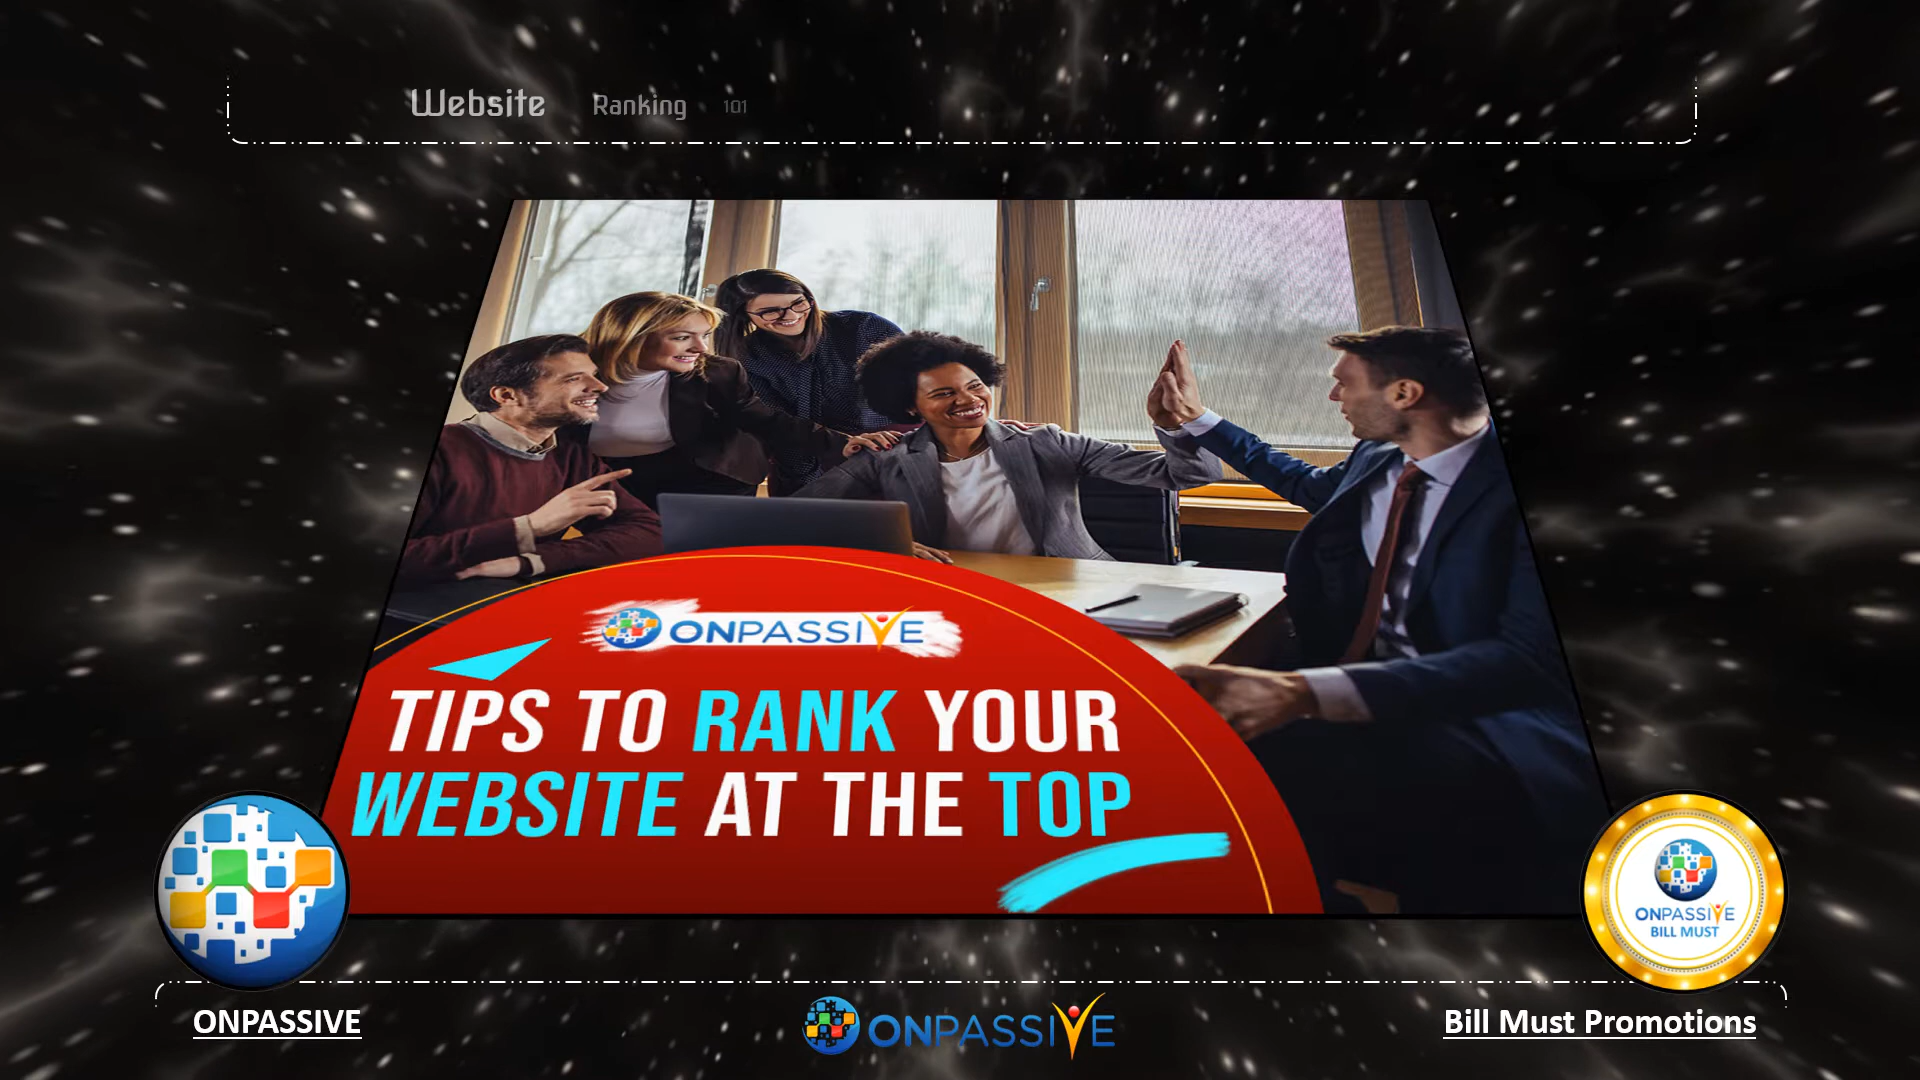 Website Ranking 101
ONPASSIVE
TIPS TO RANK YOUR
WEBSITE AT THE TOP
ONPASSIVE
BILL MUST
ONPASSIVE
ONPASSIVE
Bill Must Promotions